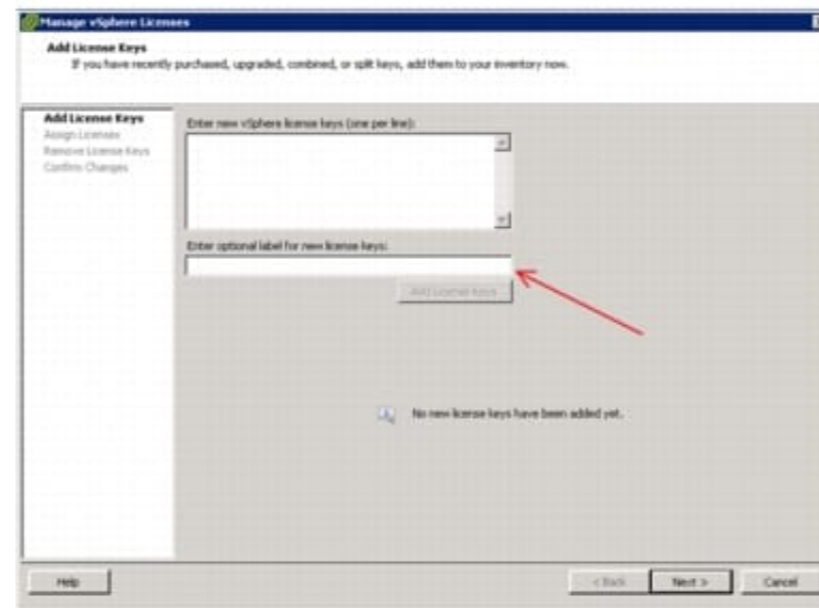 Manage vSphere Licenses
Add License Keys
If you have recently purchased, upgraded, combined, or split keys, add them to your inventory now.
Add License Keys
Assign Licenses
Remove License Keys
Confirm Changes
Enter new vSphere license keys (one per line):
Enter optional label for new license keys:
Add License Keys
No new license keys have been added yet.
Help
< Back
Next >
Cancel